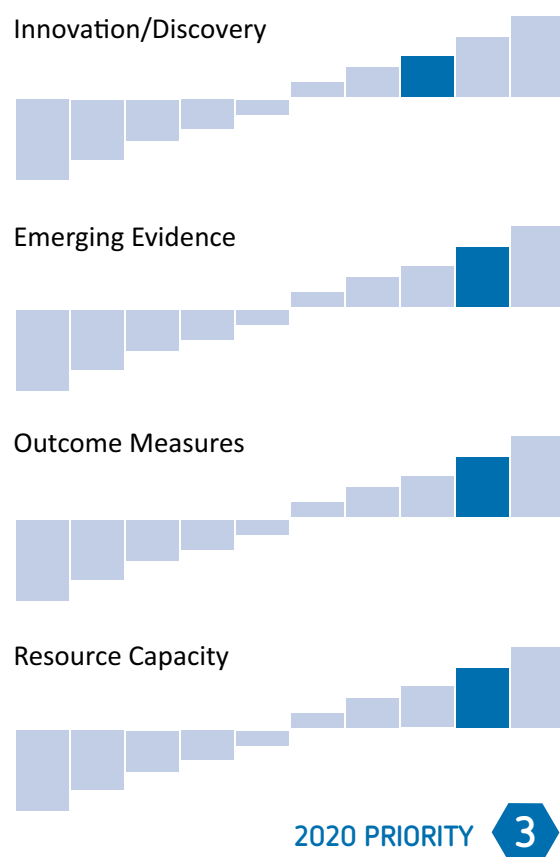 Innovation/Discovery
Emerging Evidence
Outcome Measures
Resource Capacity
2020 PRIORITY 3